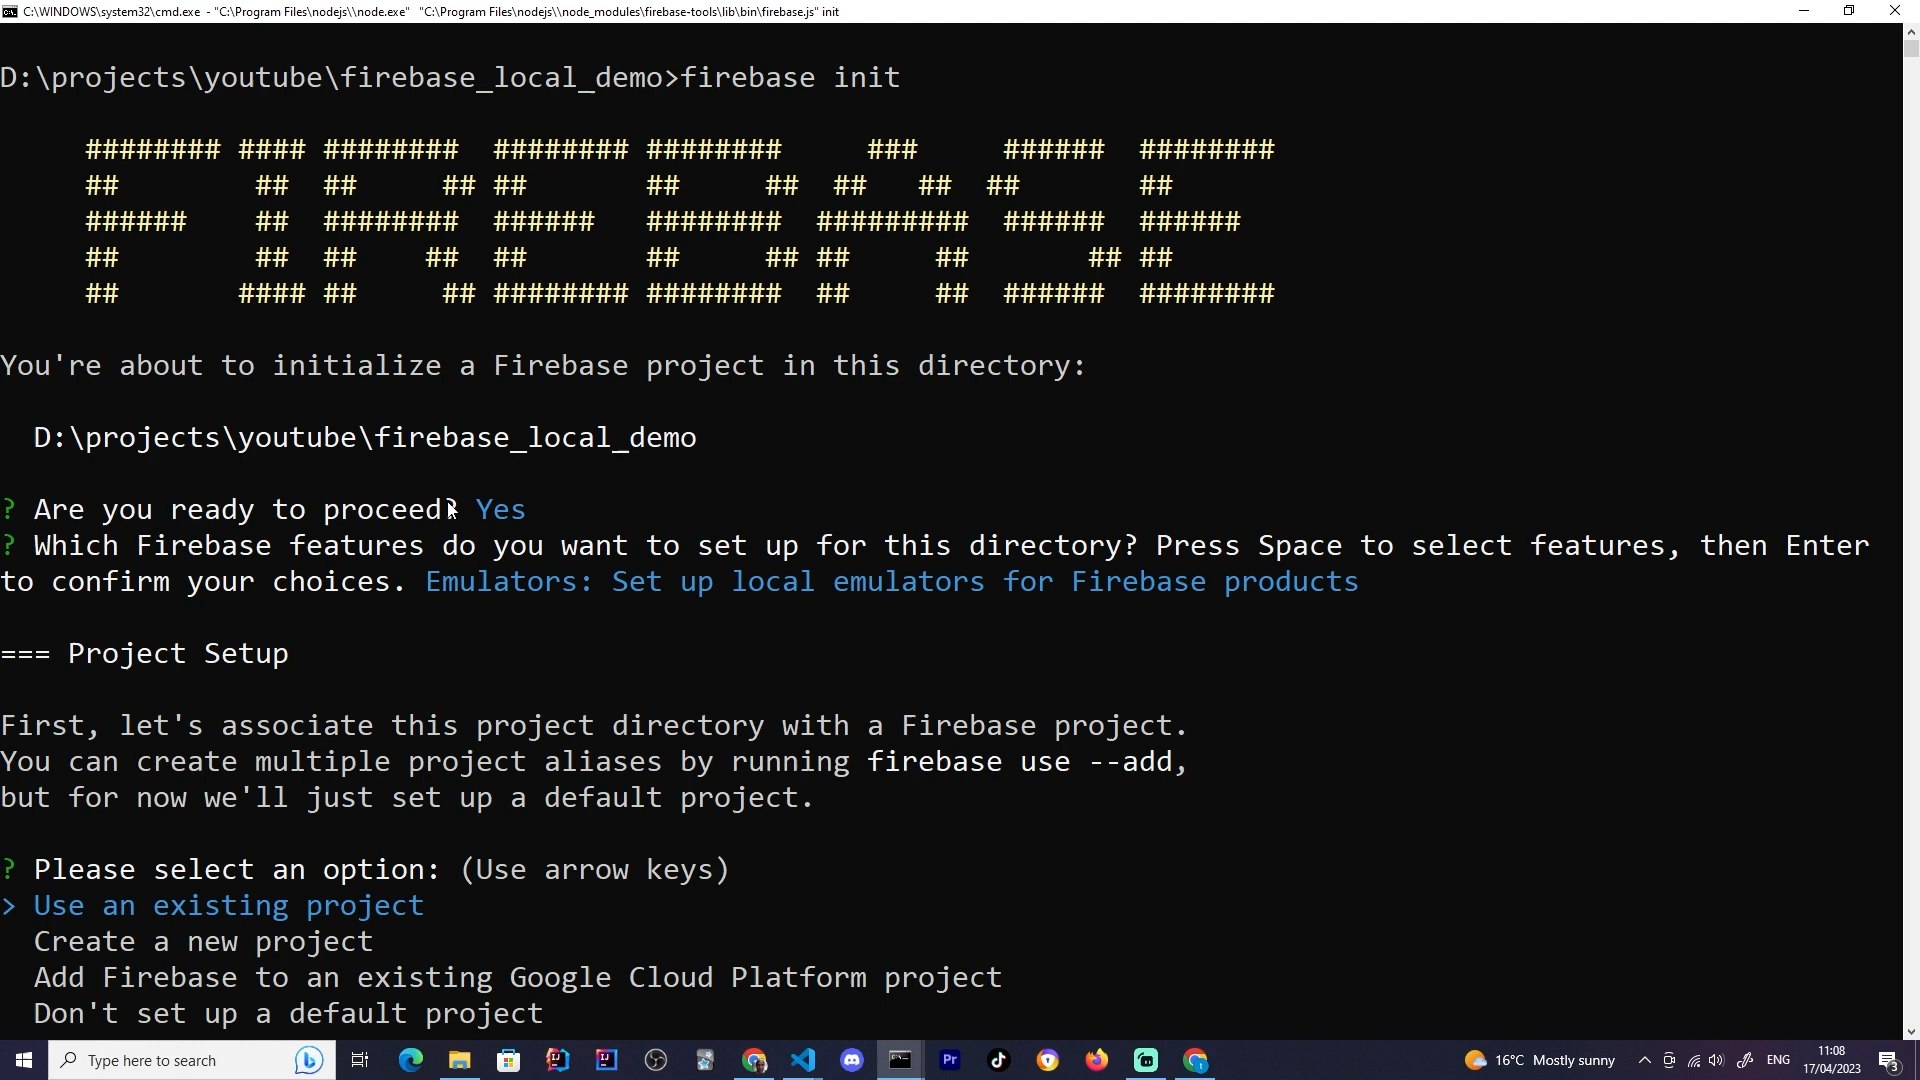 C:\WINDOWS\system32\cmd.exe - "C:\Program Files\nodejs\\node.exe" "C:\Program Files\nodejs\\node_modules\firebase-tools\lib\bin\firebase.js" init
D:\projects\youtube\firebase_local_demo>firebase init
######## #### ########  ######## ########     ###     ######  ########
##        ##  ##     ## ##       ##     ##  ##   ##  ##       ##
######    ##  ########  ######   ########  #########  ######  ######
##        ##  ##    ##  ##       ##     ## ##     ##       ## ##
##       #### ##     ## ######## ########  ##     ##  ######  ########
You're about to initialize a Firebase project in this directory:
D:\projects\youtube\firebase_local_demo
? Are you ready to proceed? Yes
? Which Firebase features do you want to set up for this directory? Press Space to select features, then Enter
to confirm your choices. Emulators: Set up local emulators for Firebase products
=== Project Setup
First, let's associate this project directory with a Firebase project.
You can create multiple project aliases by running firebase use --add,
but for now we'll just set up a default project.
? Please select an option: (Use arrow keys)
> Use an existing project
Create a new project
Add Firebase to an existing Google Cloud Platform project
Don't set up a default project
Type here to search
Pr
16°C Mostly sunny
ENG
11:08
17/04/2023
3